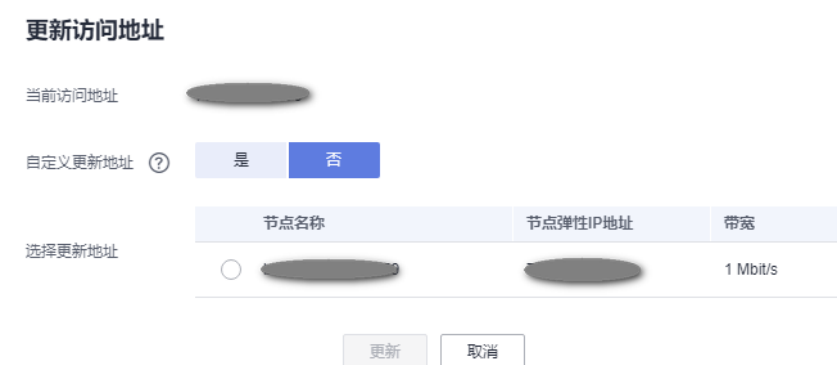 更新访问地址
当前访问地址
自定义更新地址 ? 是 否
选择更新地址
节点名称 节点弹性IP地址 带宽
1 Mbit/s
更新 取消